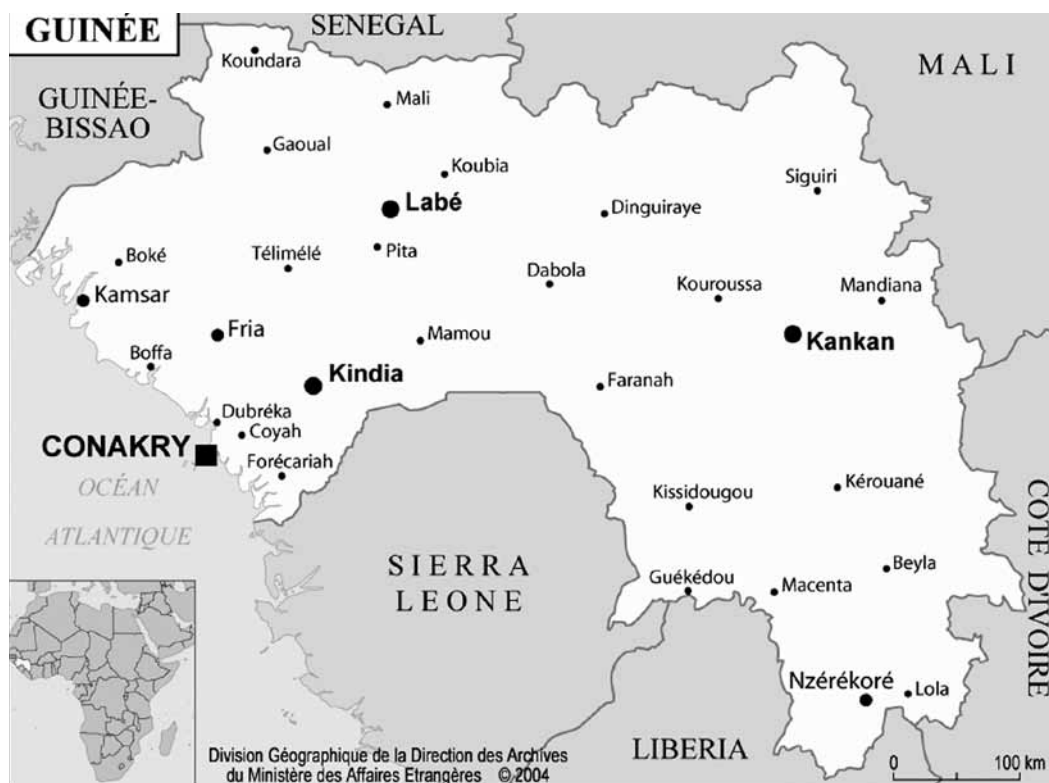 GUINÉE
SENEGAL
MALI
Koundara
GUINÉE-
BISSAO
Mali
Gaoual
Koubia
Siguiri
Labé
Dinguiraye
Boké
Télimélé
Pita
Dabola
Kamsar
Kouroussa
Mandiana
Fria
Mamou
Kankan
Boffa
Kindia
Faranah
Dubréka
Coyah
CONAKRY
Forécariah
OCÉAN
ATLANTIQUE
Kissidougou
Kérouané
SIERRA
LEONE
Guékédou
Macenta
Beyla
COTE D'IVOIRE
Nzérékoré
Lola
LIBERIA
Division Géographique de la Direction des Archives
du Ministère des Affaires Etrangères © 2004
0 100 km